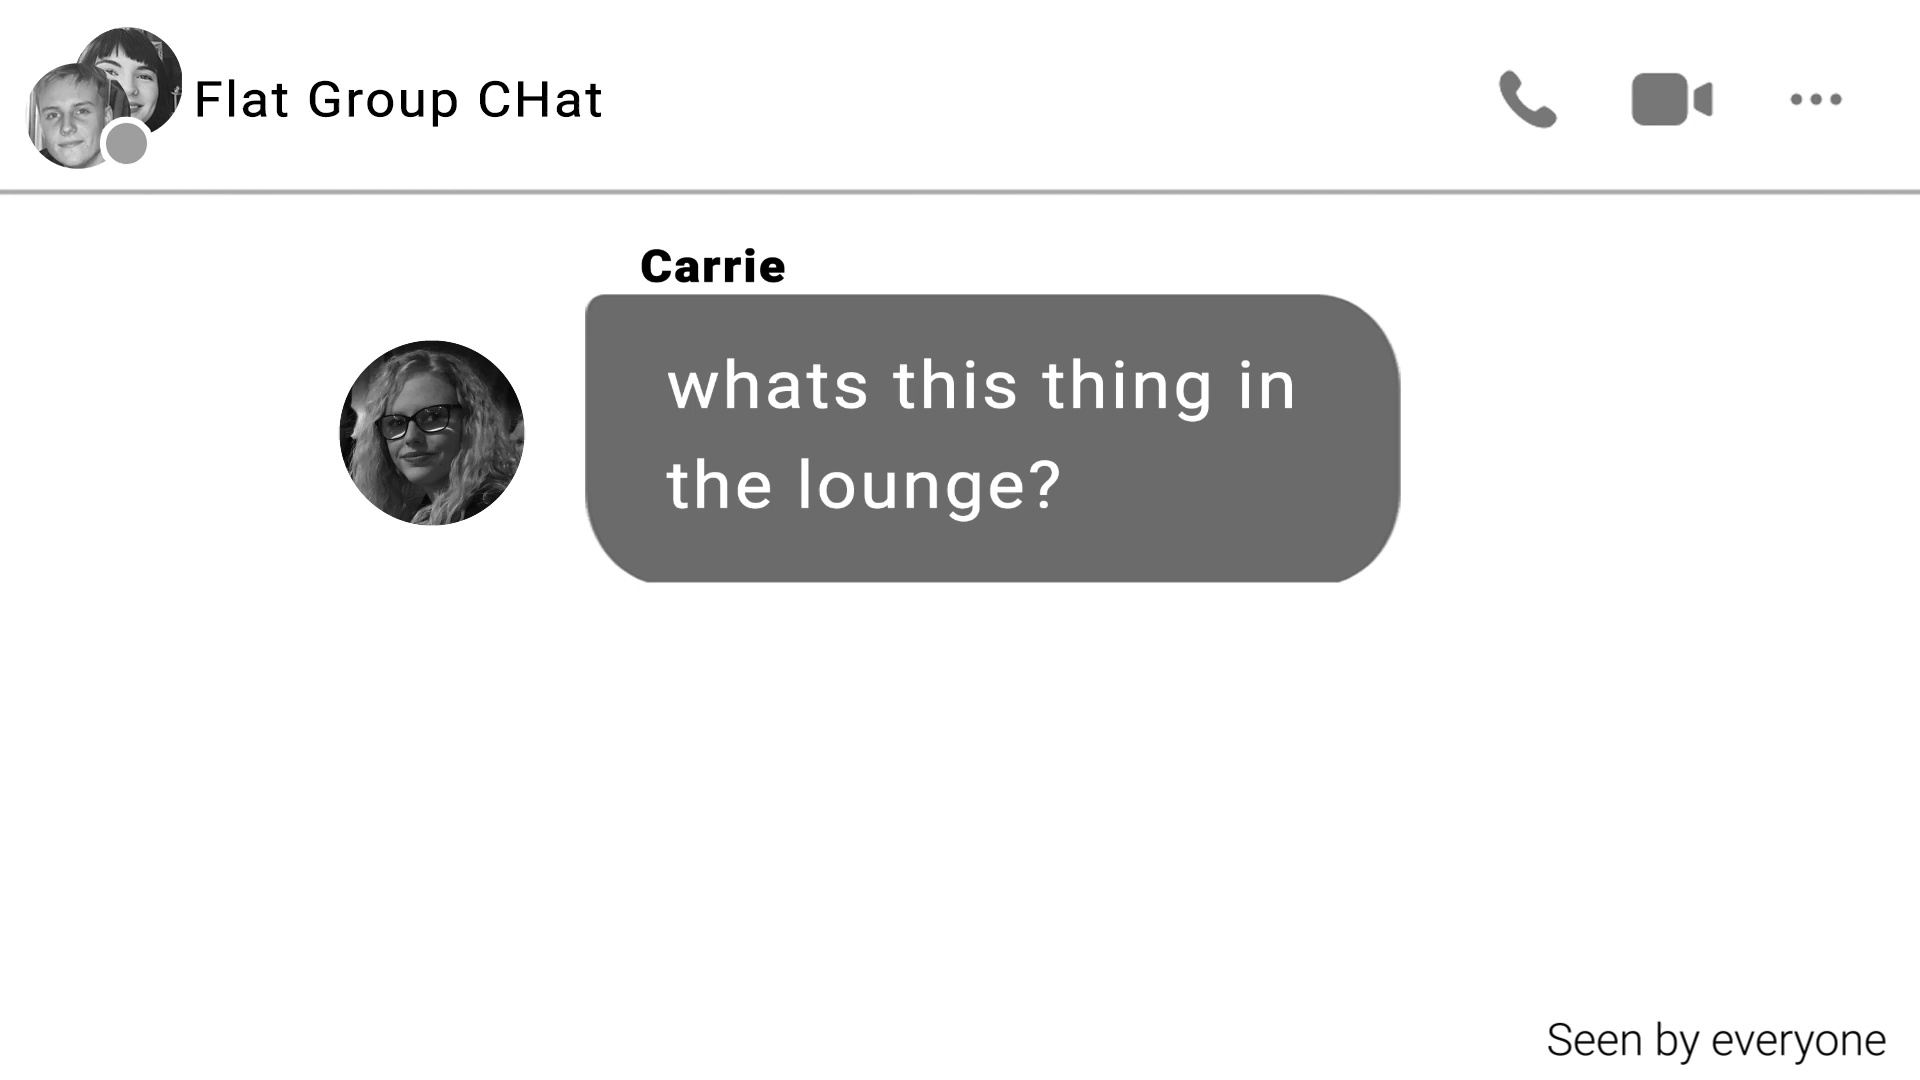 Flat Group CHat
Carrie
whats this thing in
the lounge?
Seen by everyone